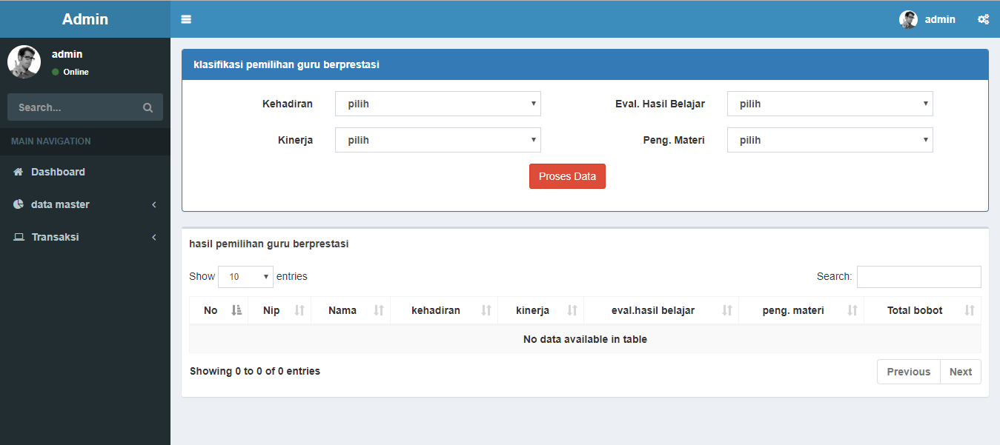 Admin
admin
admin
Online
Search...
MAIN NAVIGATION
Dashboard
data master
Transaksi
klasifikasi pemilihan guru berprestasi
Kehadiran pilih Eval. Hasil Belajar pilih
Kinerja pilih Peng. Materi pilih
Proses Data
hasil pemilihan guru berprestasi
Show 10 entries Search:
No Nip Nama kehadiran kinerja eval.hasil belajar peng. materi Total bobot
No data available in table
Showing 0 to 0 of 0 entries Previous Next